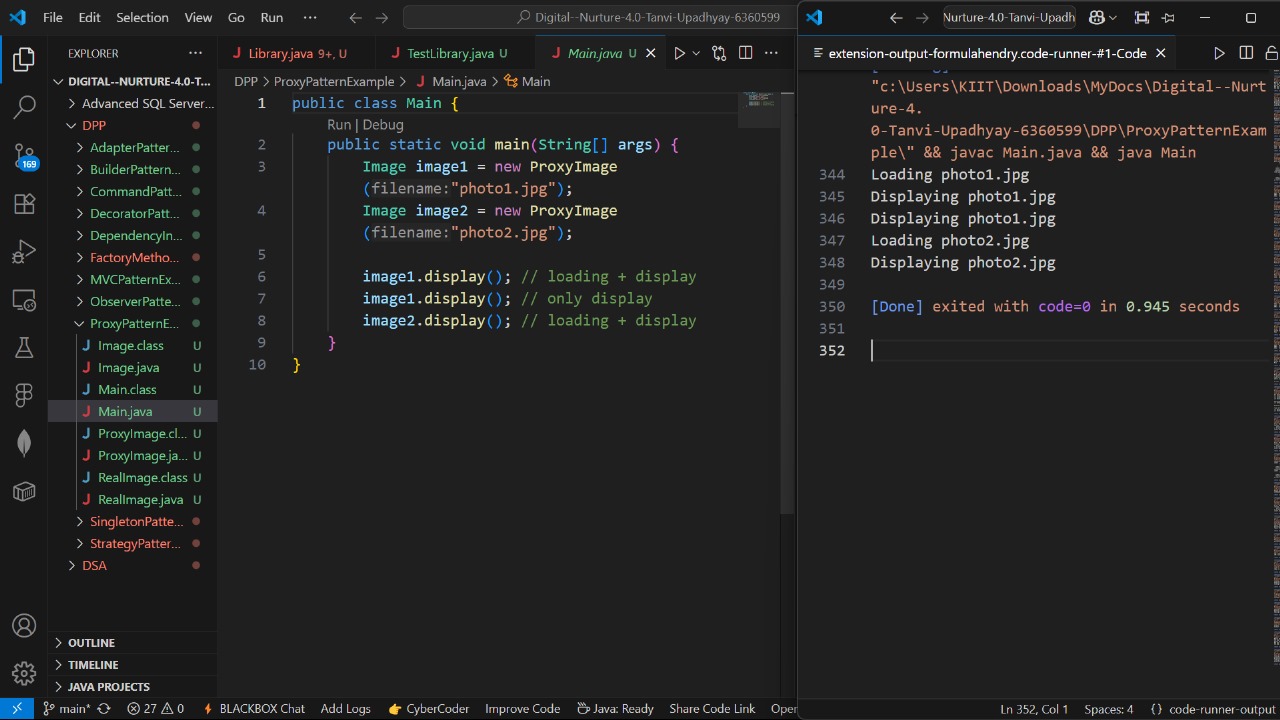 File Edit Selection View Go Run ··· Digital--Nurture-4.0-Tanvi-Upadhyay-6360599
EXPLORER ···
DIGITAL--NURTURE-4.0-T...
Advanced SQL Server...
DPP
AdapterPatter...
BuilderPattern...
CommandPatt...
DecoratorPatt...
DependencyIn...
FactoryMetho...
MVCPatternEx...
ObserverPatte...
ProxyPatternE...
Image.class U
Image.java U
Main.class U
Main.java U
ProxyImage.cl... U
ProxyImage.ja... U
RealImage.class U
RealImage.java U
SingletonPatte...
StrategyPatter...
DSA
OUTLINE
TIMELINE
JAVA PROJECTS
169
Library.java 9+, U TestLibrary.java U Main.java U
DPP > ProxyPatternExample > Main.java > Main
1 public class Main {
Run | Debug
2 public static void main(String[] args) {
3 Image image1 = new ProxyImage
(filename:"photo1.jpg");
4 Image image2 = new ProxyImage
(filename:"photo2.jpg");
5
6 image1.display(); // loading + display
7 image1.display(); // only display
8 image2.display(); // loading + display
9 }
10 }
Nurture-4.0-Tanvi-Upadh
extension-output-formulahendry.code-runner-#1-Code
"c:\Users\KIIT\Downloads\MyDocs\Digital--Nurt
ure-4.
0-Tanvi-Upadhyay-6360599\DPP\ProxyPatternExam
ple\" && javac Main.java && java Main
344 Loading photo1.jpg
345 Displaying photo1.jpg
346 Displaying photo1.jpg
347 Loading photo2.jpg
348 Displaying photo2.jpg
349
350 [Done] exited with code=0 in 0.945 seconds
351
352
main* 27 0 BLACKBOX Chat Add Logs CyberCoder Improve Code Java: Ready Share Code Link Open
Ln 352, Col 1 Spaces: 4 {} code-runner-output